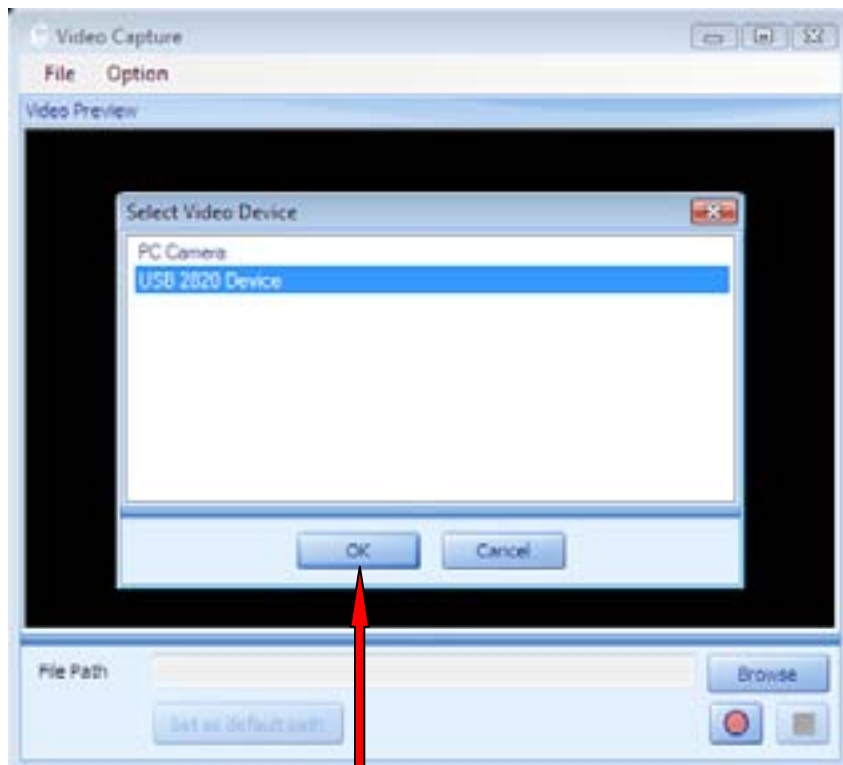 Video Capture
File Option
Video Preview
Select Video Device
PC Camera
USB 2820 Device
OK Cancel
File Path Browse
Set as default path